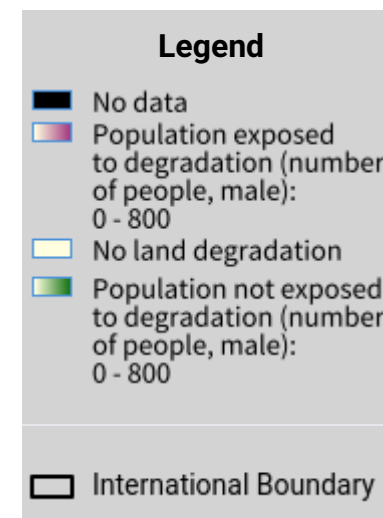 Legend
No data
Population exposed
to degradation (number
of people, male):
0 - 800
No land degradation
Population not exposed
to degradation (number
of people, male):
0 - 800
International Boundary